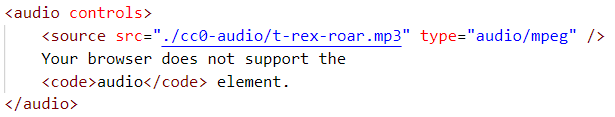 <audio controls>
    <source src="./cc0-audio/t-rex-roar.mp3" type="audio/mpeg" />
    Your browser does not support the
    <code>audio</code> element.
</audio>